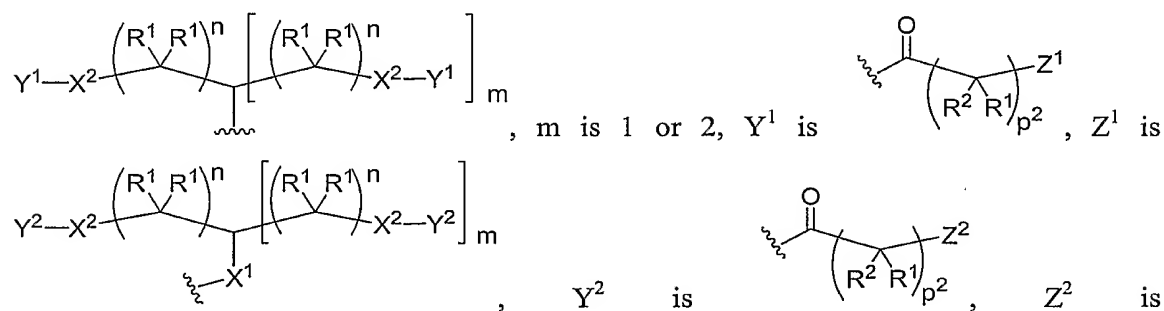 R¹ R¹ n R¹ R¹ n
Y¹—X² X²—Y¹ m , m is 1 or 2, Y¹ is O R² R¹ p² Z¹ , Z¹ is
R¹ R¹ n R¹ R¹ n
Y²—X² X²—Y² m X¹ , Y² is O R² R¹ p² Z² , Z² is